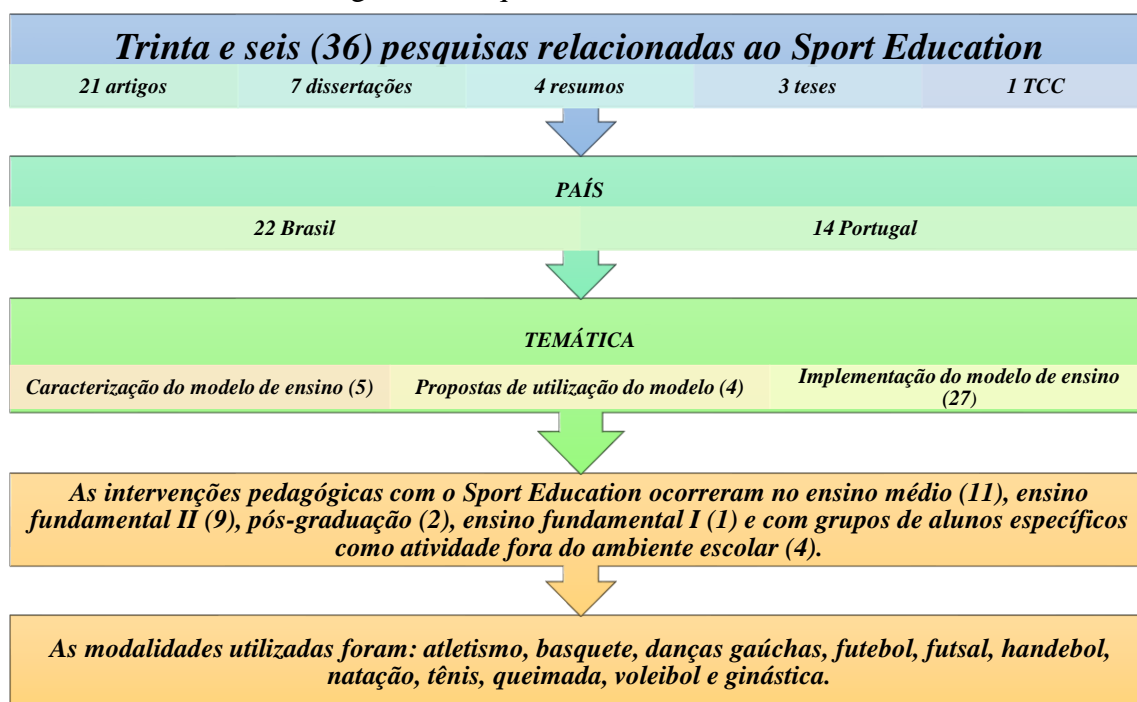 Trinta e seis (36) pesquisas relacionadas ao Sport Education
21 artigos 7 dissertações 4 resumos 3 teses 1 TCC
PAÍS
22 Brasil 14 Portugal
TEMÁTICA
Caracterização do modelo de ensino (5) Propostas de utilização do modelo (4) Implementação do modelo de ensino
(27)
As intervenções pedagógicas com o Sport Education ocorreram no ensino médio (11), ensino
fundamental II (9), pós-graduação (2), ensino fundamental I (1) e com grupos de alunos específicos
como atividade fora do ambiente escolar (4).
As modalidades utilizadas foram: atletismo, basquete, danças gaúchas, futebol, futsal, handebol,
natação, tênis, queimada, voleibol e ginástica.